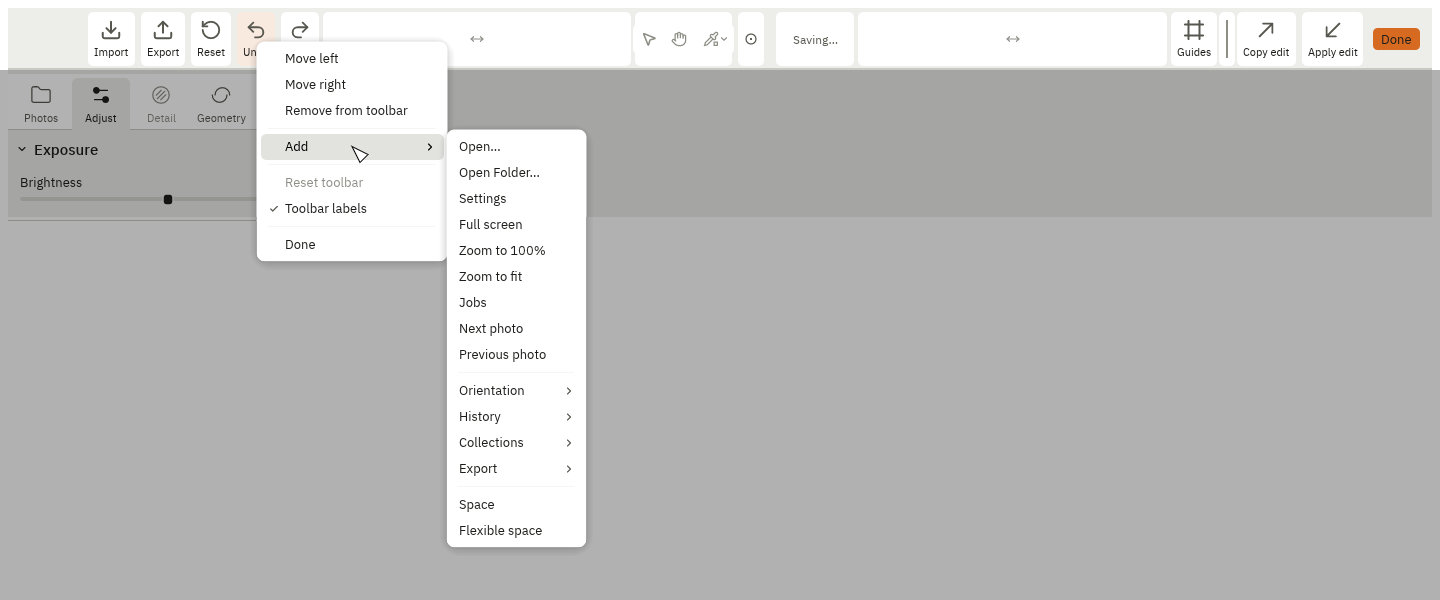 Import
Export
Reset
Un
Saving...
Guides
Copy edit
Apply edit
Done
Photos
Adjust
Detail
Geometry
Exposure
Brightness
Move left
Move right
Remove from toolbar
Add
Reset toolbar
Toolbar labels
Done
Open...
Open Folder...
Settings
Full screen
Zoom to 100%
Zoom to fit
Jobs
Next photo
Previous photo
Orientation
History
Collections
Export
Space
Flexible space